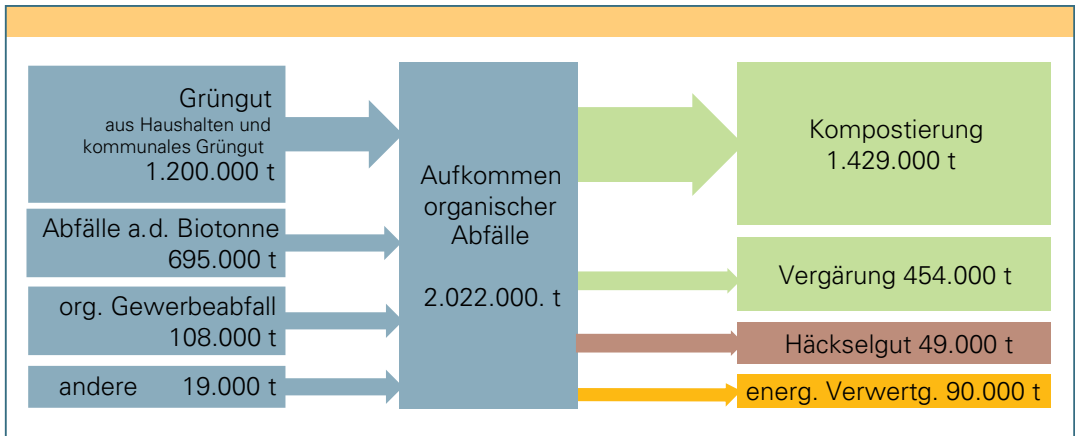 Grüngut
aus Haushalten und
kommunales Grüngut
1.200.000 t
Abfälle a.d. Biotonne
695.000 t
org. Gewerbeabfall
108.000 t
andere 19.000 t
Aufkommen
organischer
Abfälle
2.022.000. t
Kompostierung
1.429.000 t
Vergärung 454.000 t
Häckselgut 49.000 t
energ. Verwertg. 90.000 t